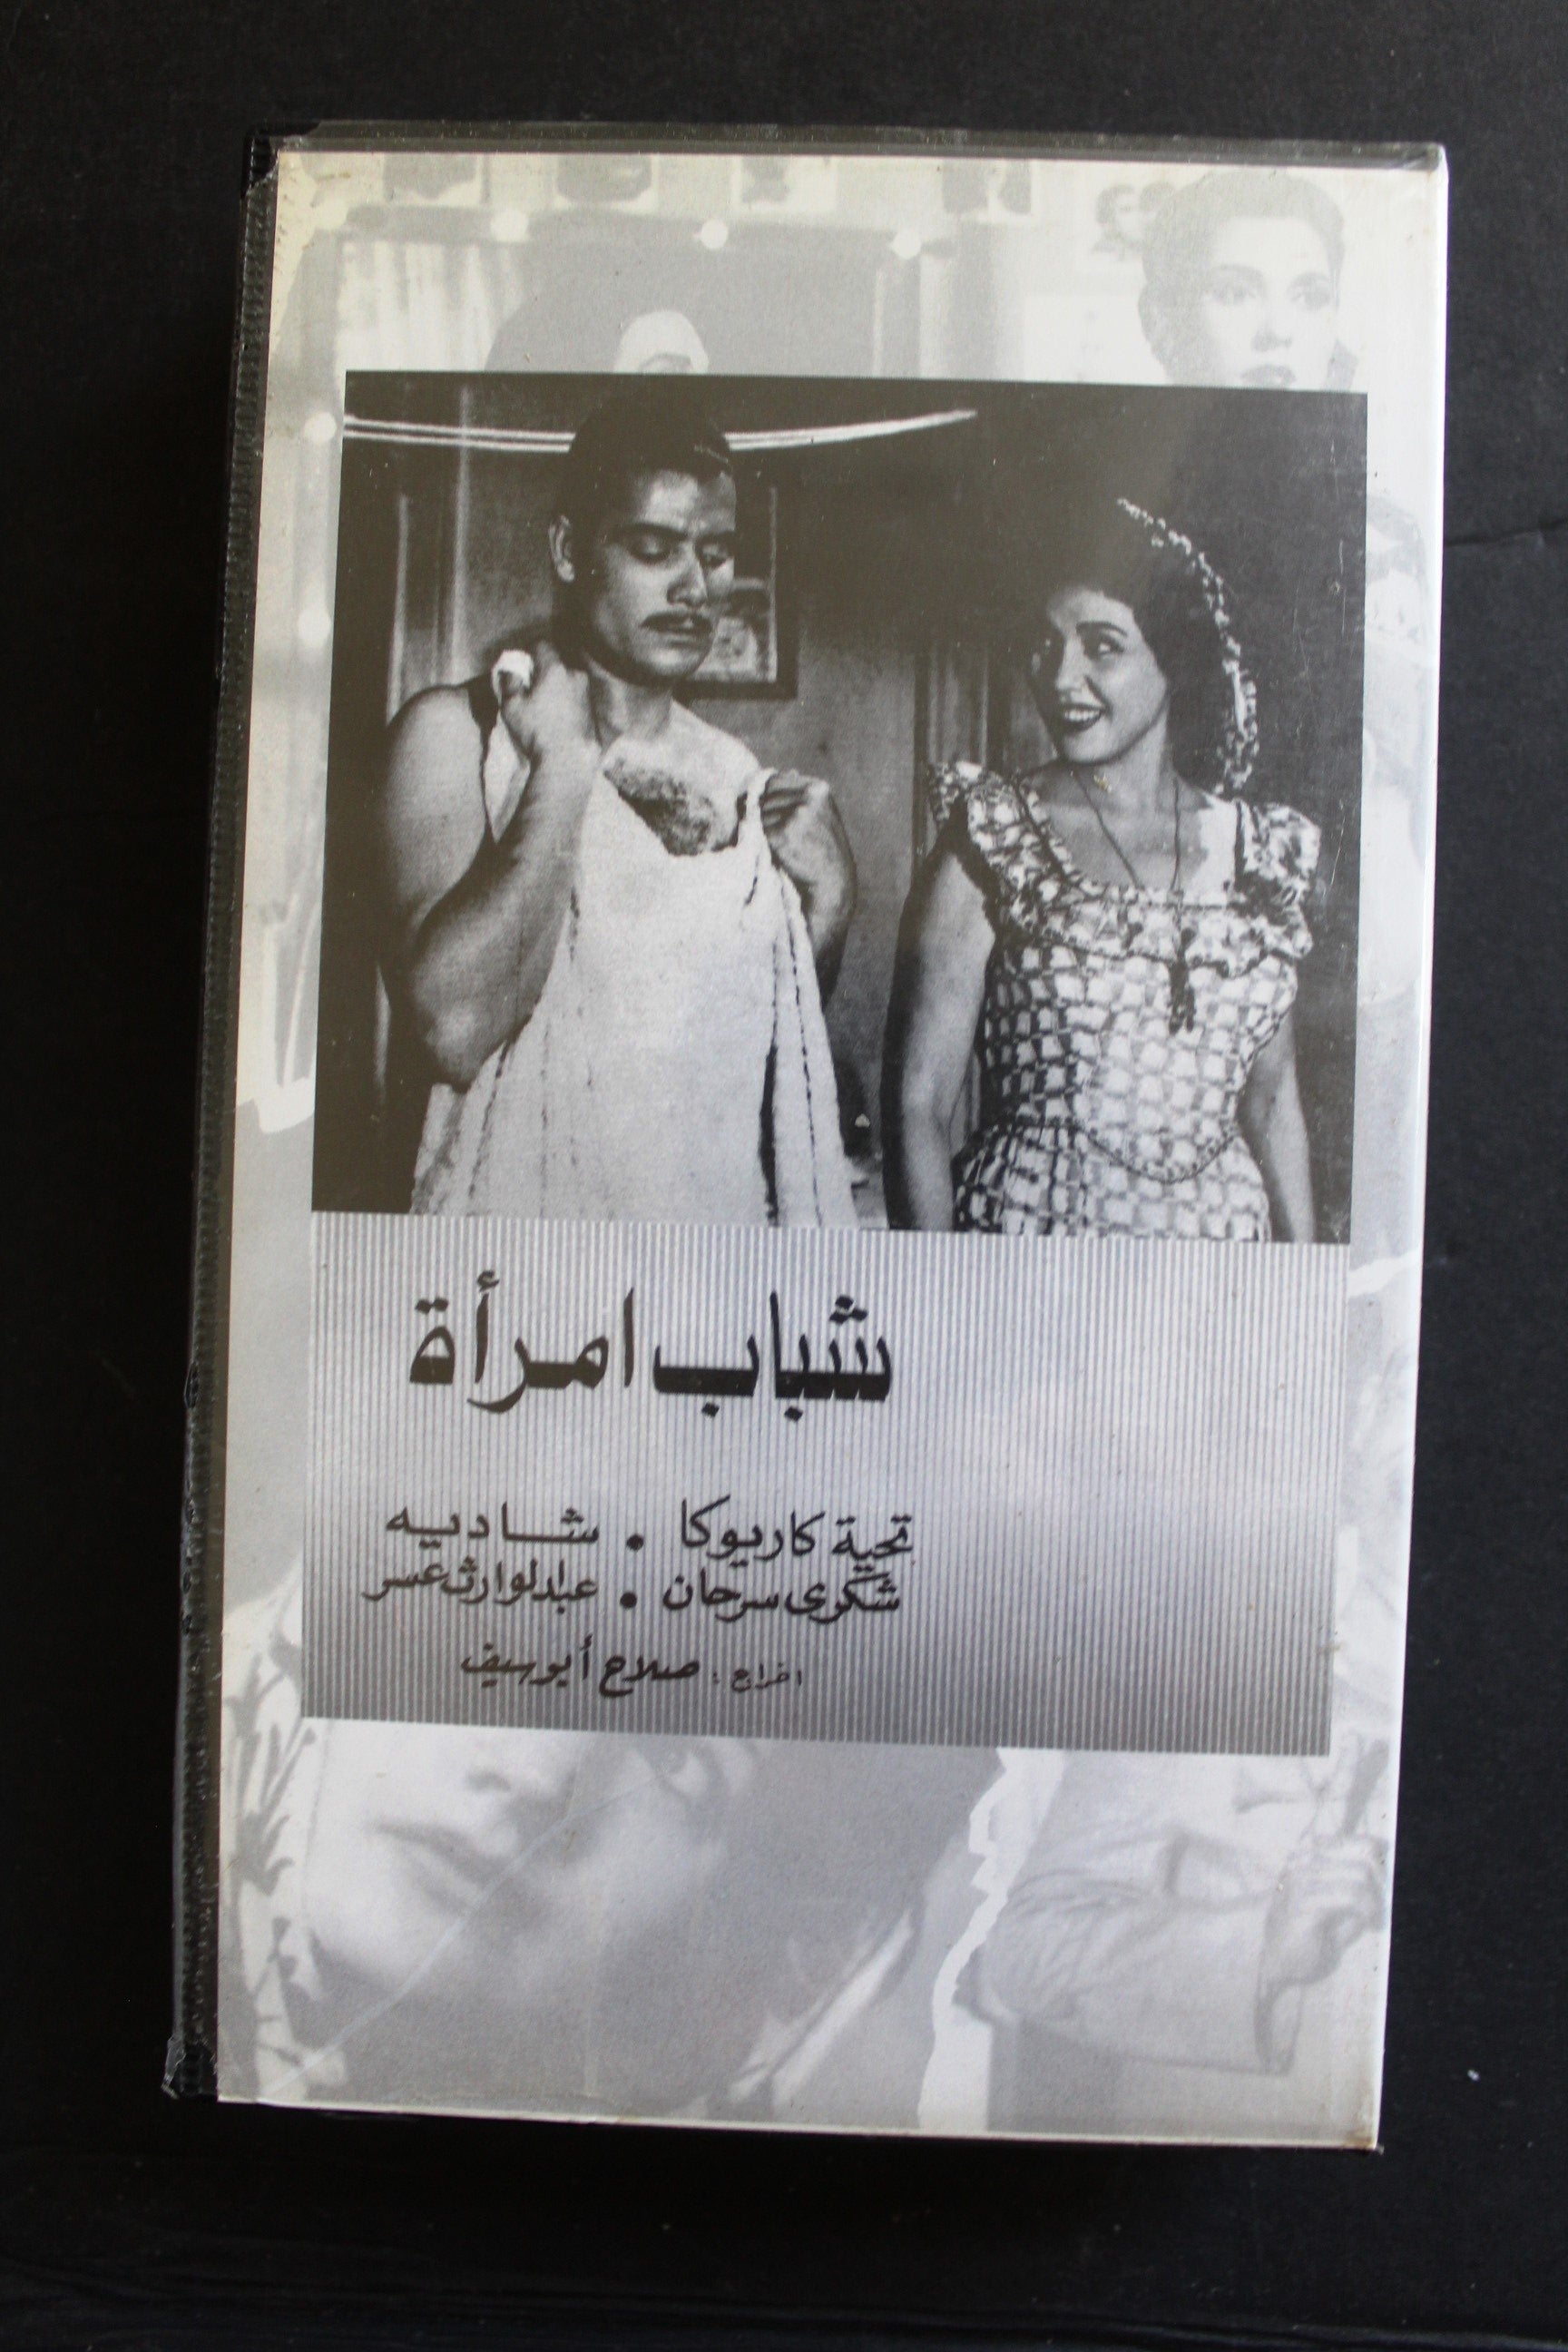 شباب امرأة
تحية كاريوكا • شاديه
شكرى سرحان • عبدالوارث عسر
اخراج : صلاح أبوسيف